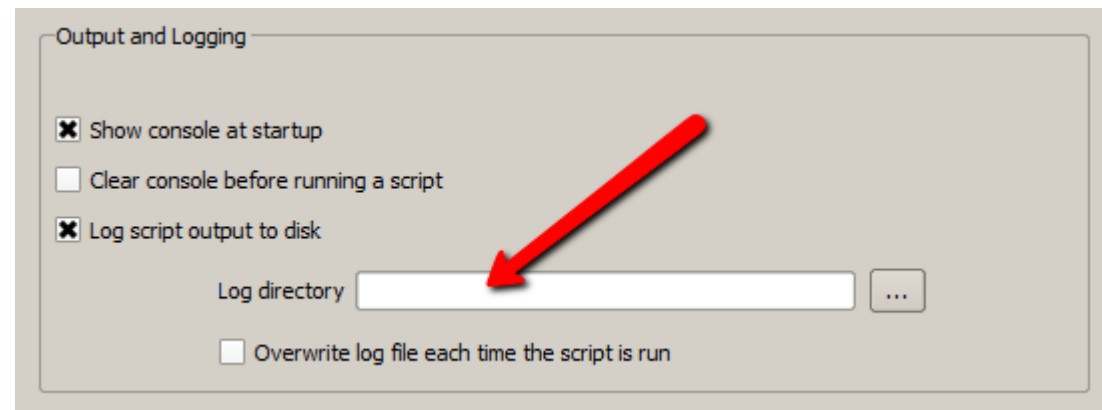 Output and Logging
Show console at startup
Clear console before running a script
Log script output to disk
Log directory ...
Overwrite log file each time the script is run